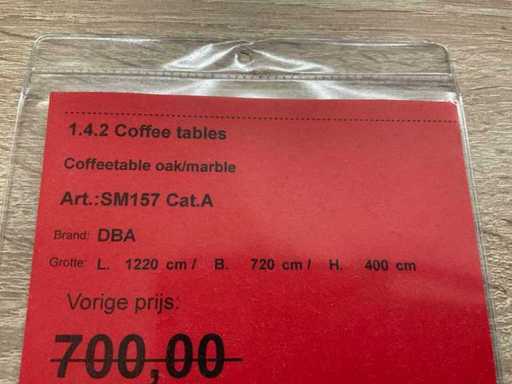 1.4.2 Coffee tables
Coffeetable oak/marble
Art.:SM157 Cat.A
Brand: DBA
Grotte: L. 1220 cm / B. 720 cm / H. 400 cm
Vorige prijs:
700,00